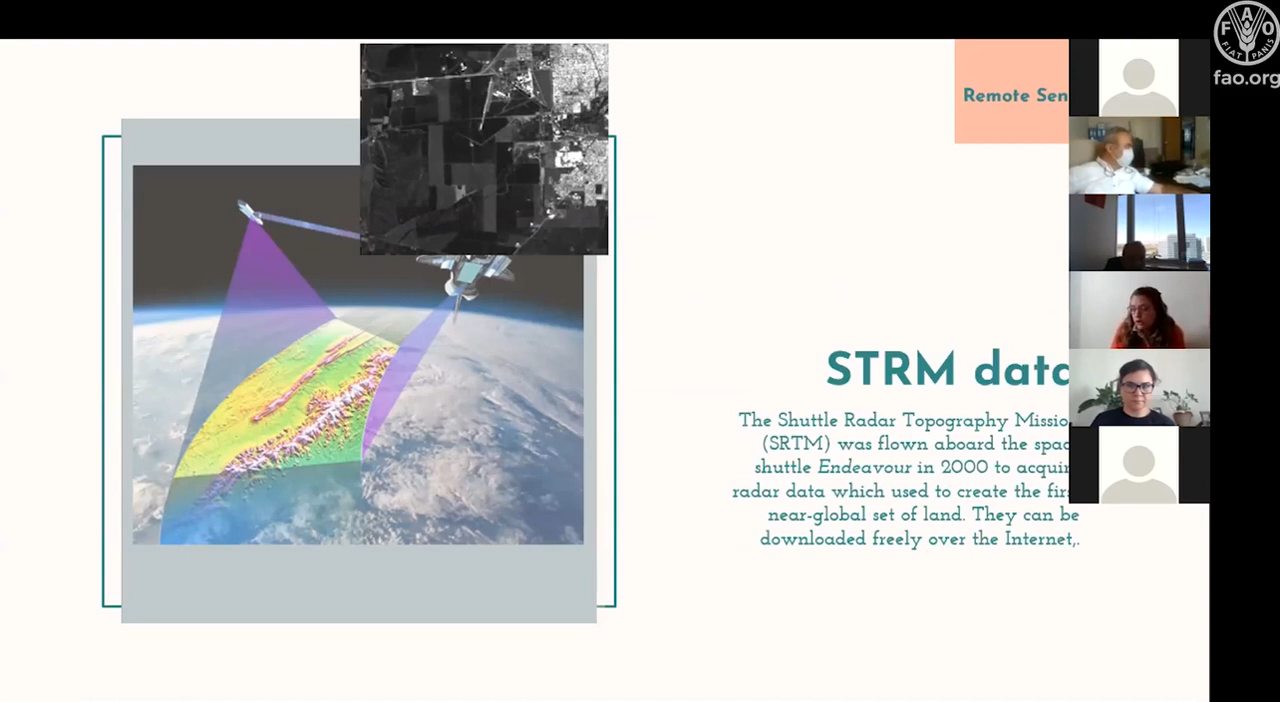 F A O
FIAT PANIS
fao.org
Remote Sen
STRM data
The Shuttle Radar Topography Missio
(SRTM) was flown aboard the spac
shuttle Endeavour in 2000 to acquir
radar data which used to create the firs
near-global set of land. They can be
downloaded freely over the Internet,.